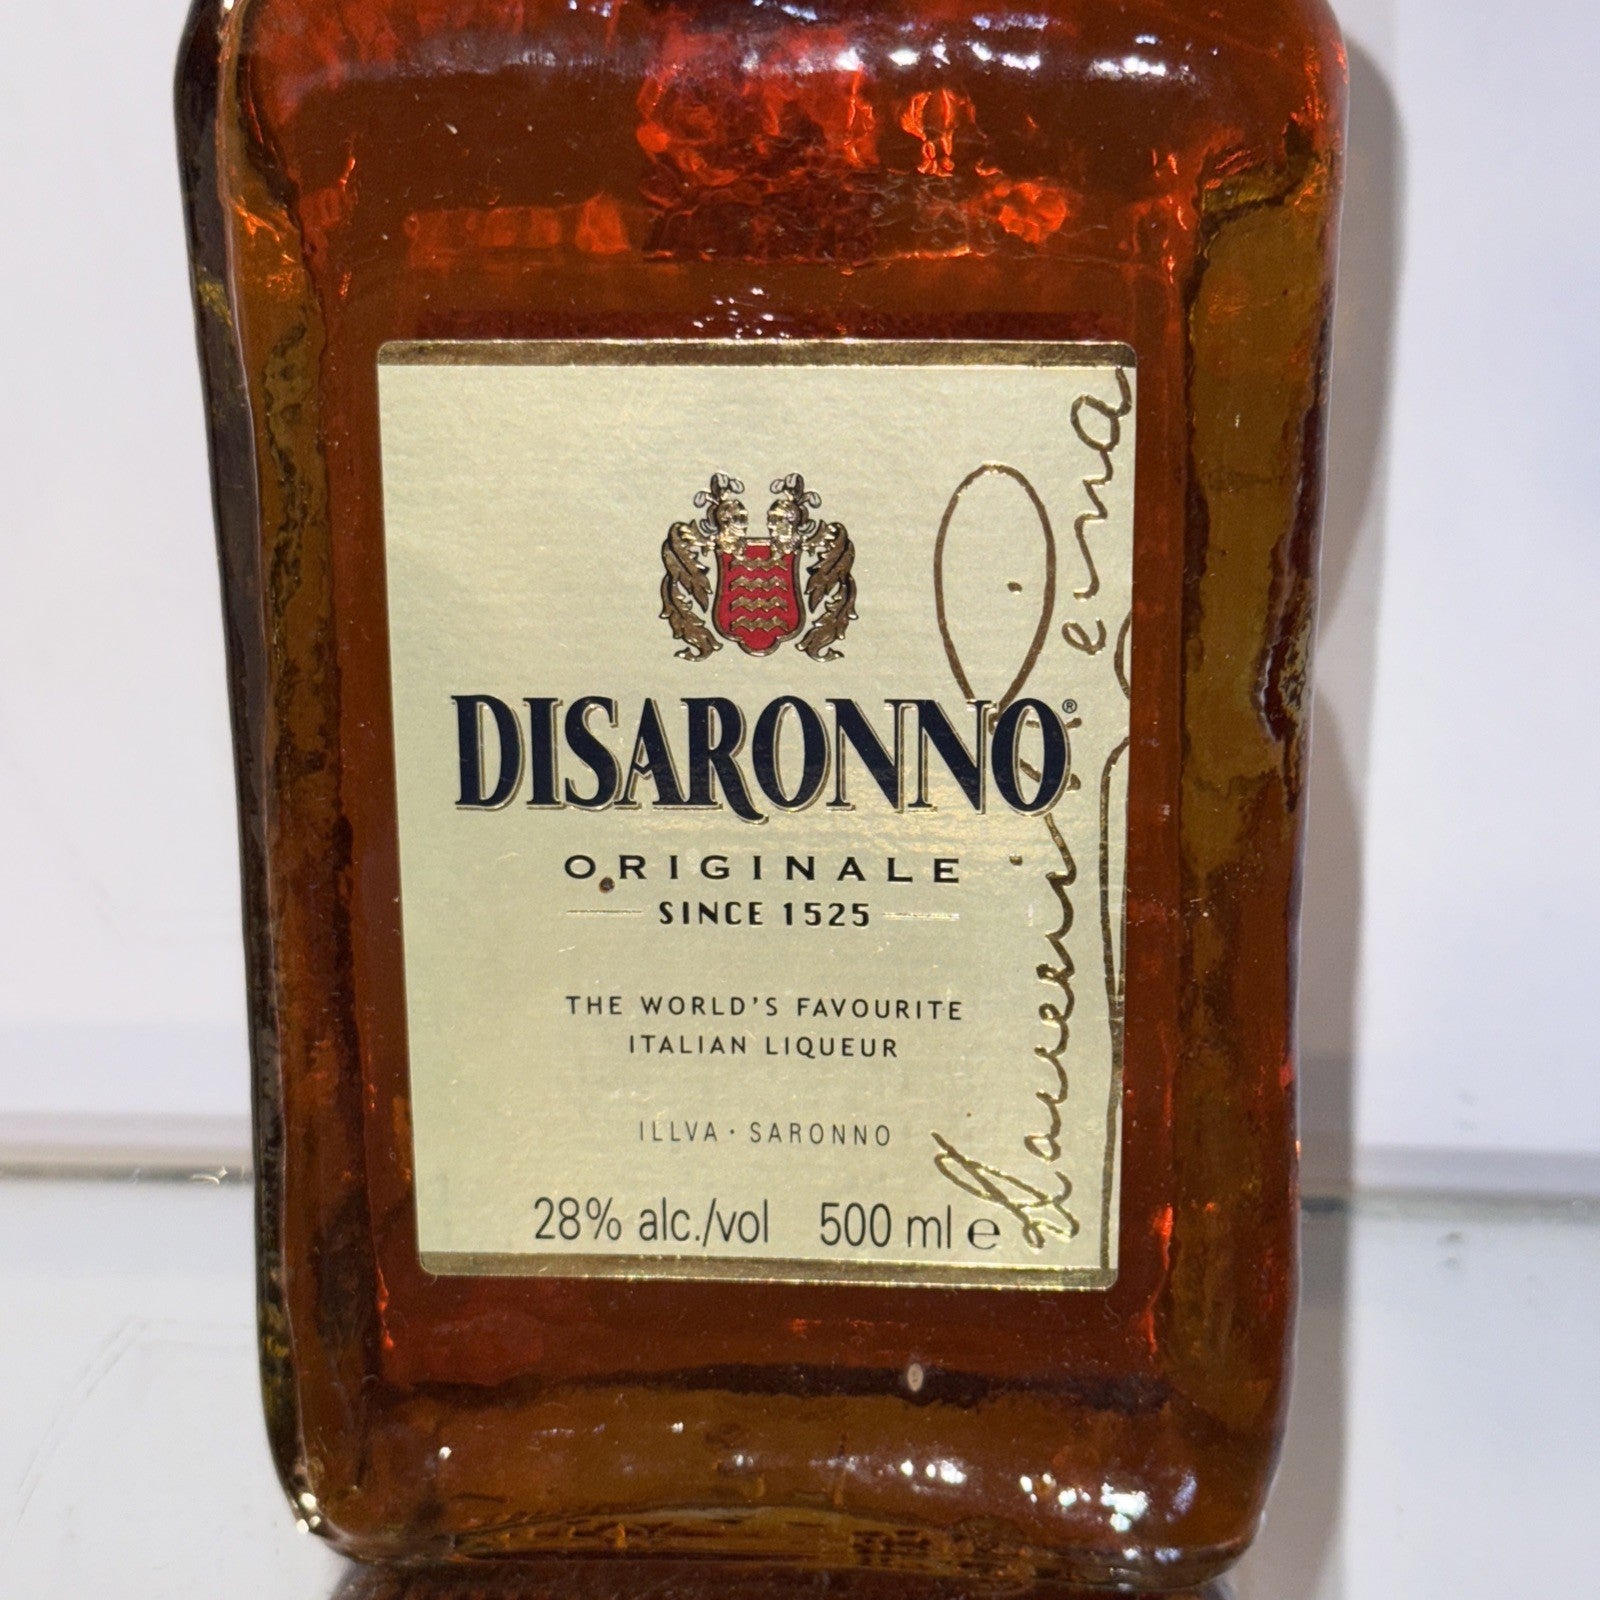 DISARONNO®
ORIGINALE
SINCE 1525
THE WORLD'S FAVOURITE
ITALIAN LIQUEUR
ILLVA · SARONNO
28% alc./vol 500 ml e